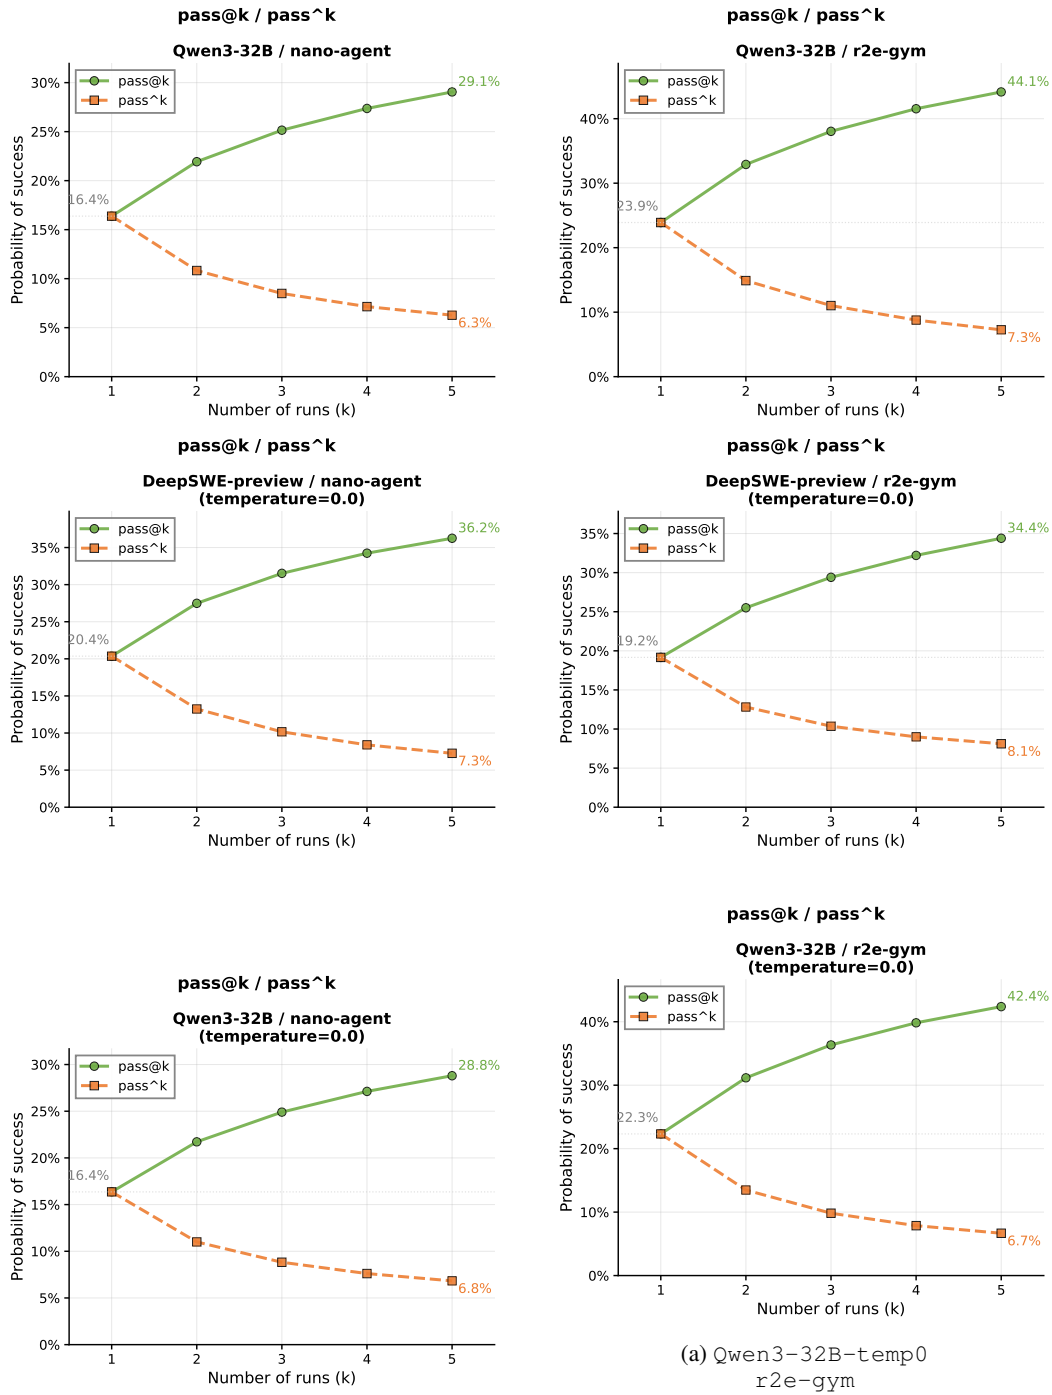 pass@k / pass^k
Qwen3-32B / nano-agent
pass@k
pass^k
30%
25%
20%
15%
10%
5%
0%
Probability of success
16.4%
29.1%
6.3%
1 2 3 4 5
Number of runs (k)
pass@k / pass^k
Qwen3-32B / r2e-gym
pass@k
pass^k
40%
30%
20%
10%
0%
Probability of success
23.9%
44.1%
7.3%
1 2 3 4 5
Number of runs (k)
pass@k / pass^k
DeepSWE-preview / nano-agent
(temperature=0.0)
pass@k
pass^k
35%
30%
25%
20%
15%
10%
5%
0%
Probability of success
20.4%
36.2%
7.3%
1 2 3 4 5
Number of runs (k)
pass@k / pass^k
DeepSWE-preview / r2e-gym
(temperature=0.0)
pass@k
pass^k
35%
30%
25%
20%
15%
10%
5%
0%
Probability of success
19.2%
34.4%
8.1%
1 2 3 4 5
Number of runs (k)
pass@k / pass^k
Qwen3-32B / nano-agent
(temperature=0.0)
pass@k
pass^k
30%
25%
20%
15%
10%
5%
0%
Probability of success
16.4%
28.8%
6.8%
1 2 3 4 5
Number of runs (k)
pass@k / pass^k
Qwen3-32B / r2e-gym
(temperature=0.0)
pass@k
pass^k
40%
30%
20%
10%
0%
Probability of success
22.3%
42.4%
6.7%
1 2 3 4 5
Number of runs (k)
(a) Qwen3-32B-temp0
r2e-gym